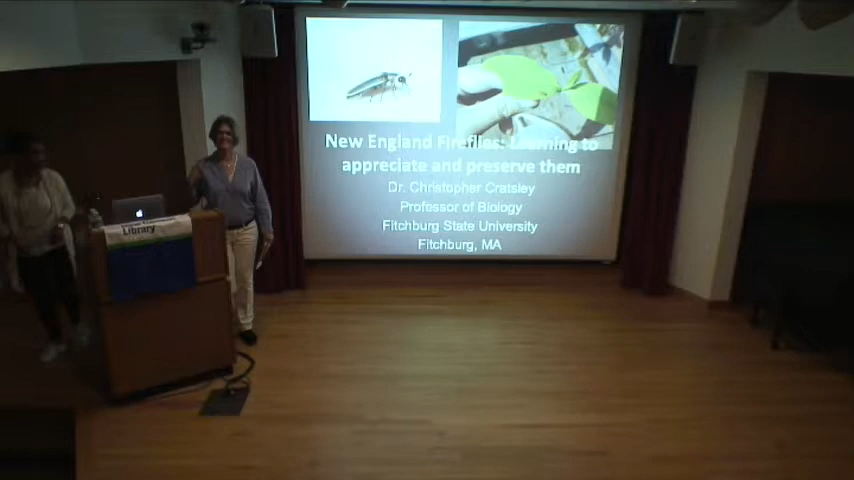 New England Fireflies: Learning to
appreciate and preserve them
Dr. Christopher Cratsley
Professor of Biology
Fitchburg State University
Fitchburg, MA
Library